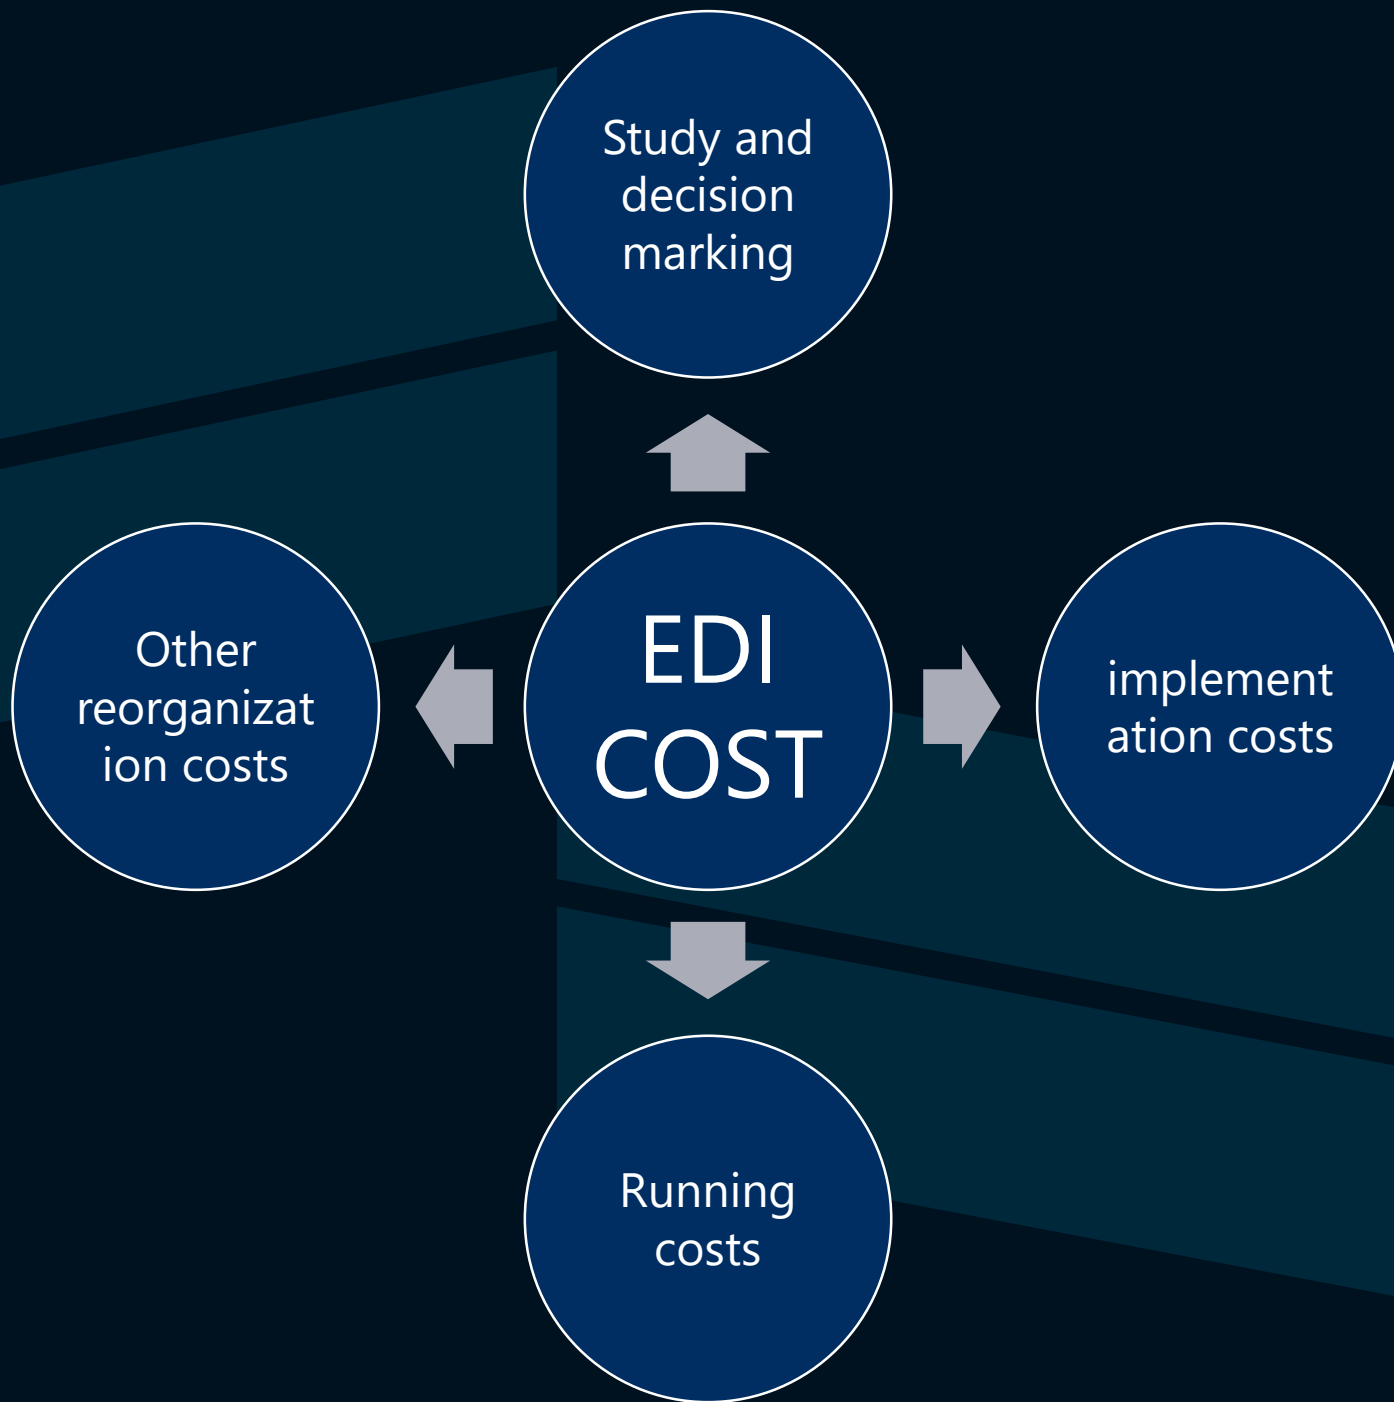 Study and
decision
marking
Other
reorganizat
ion costs
EDI
COST
implement
ation costs
Running
costs